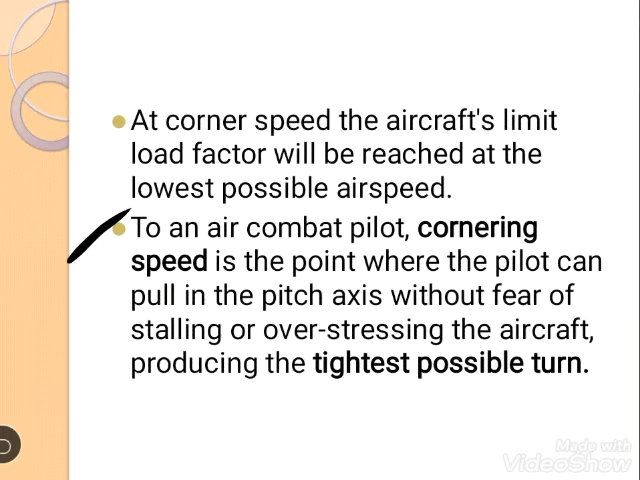 At corner speed the aircraft's limit
load factor will be reached at the
lowest possible airspeed.
To an air combat pilot, cornering
speed is the point where the pilot can
pull in the pitch axis without fear of
stalling or over-stressing the aircraft,
producing the tightest possible turn.
Made with
VideoShow